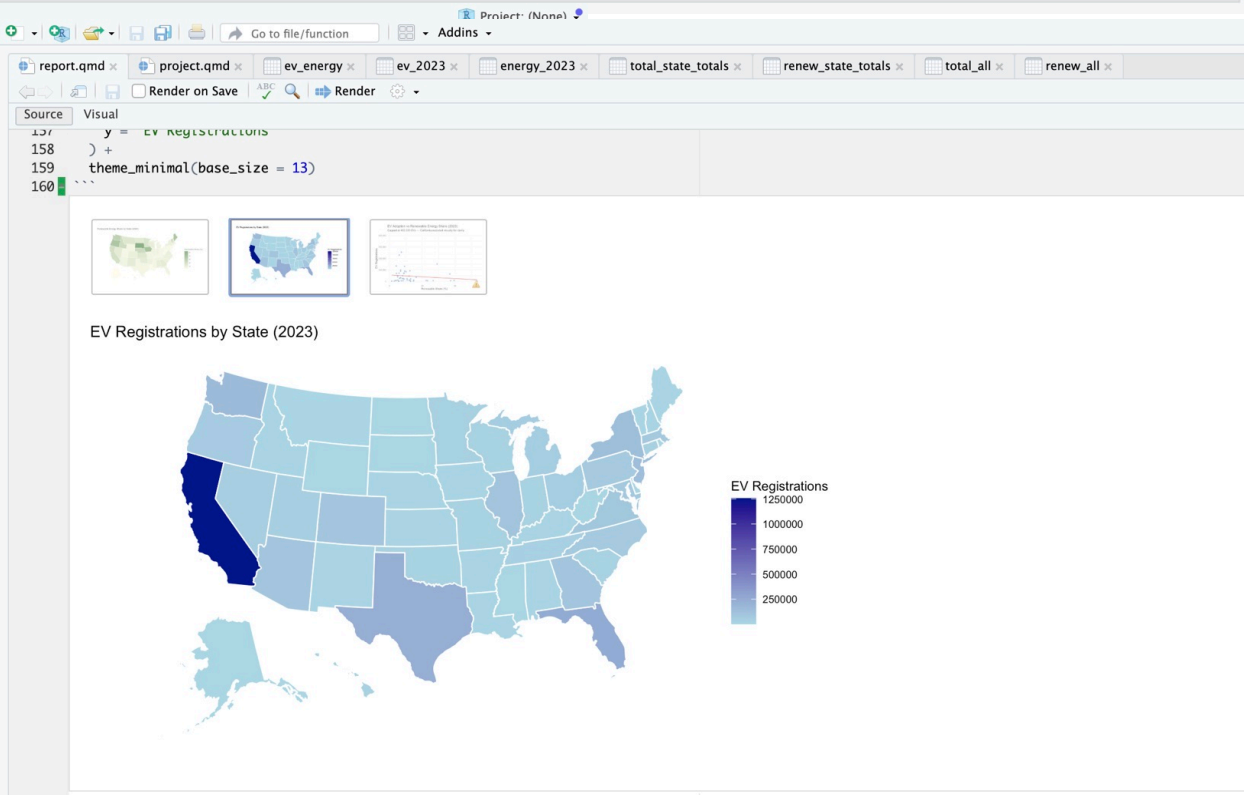 Project: (None)
Go to file/function
Addins
report.qmd
project.qmd
ev_energy
ev_2023
energy_2023
total_state_totals
renew_state_totals
total_all
renew_all
Render on Save
ABC
Render
Source Visual
157 y = "EV Registrations"
158 ) +
159 theme_minimal(base_size = 13)
160 ```
EV Registrations by State (2023)
EV Registrations
1250000
1000000
750000
500000
250000